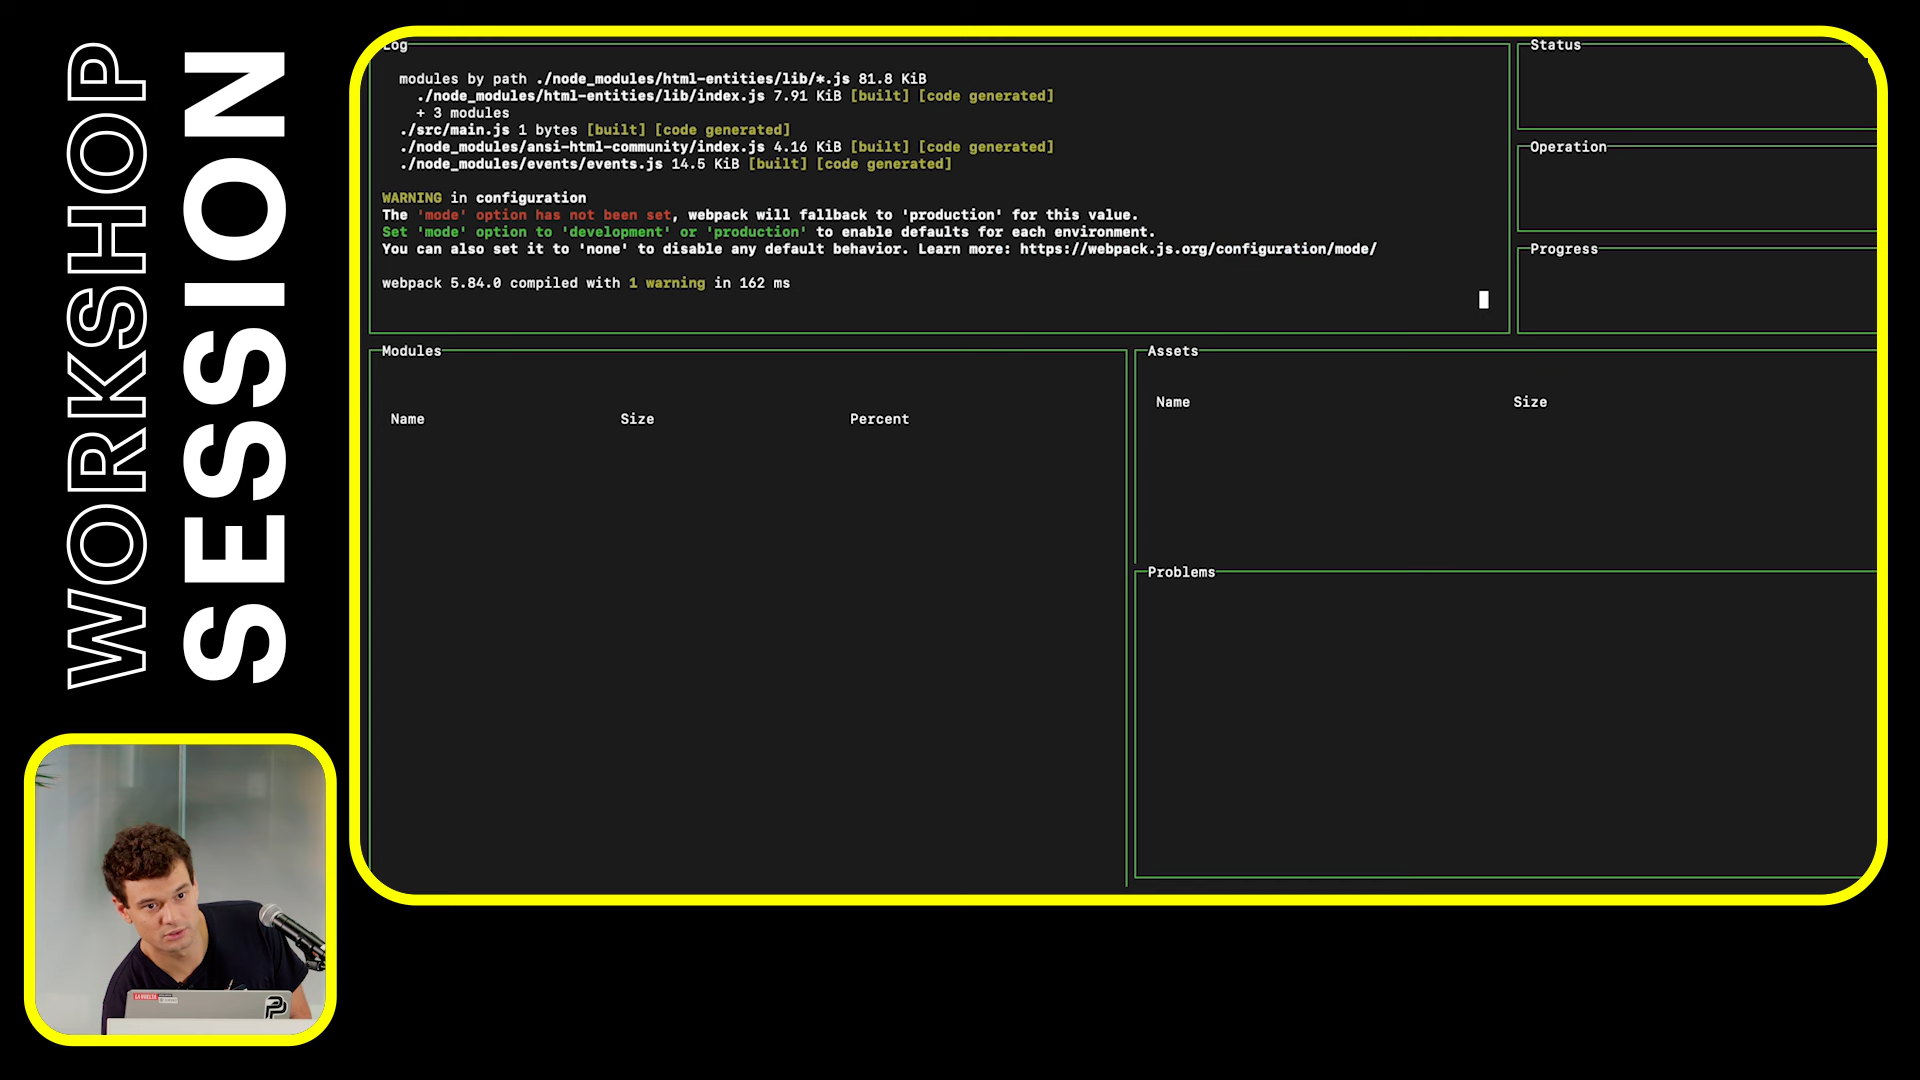 WORKSHOP
SESSION
Log
modules by path ./node_modules/html-entities/lib/*.js 81.8 KiB
./node_modules/html-entities/lib/index.js 7.91 KiB [built] [code generated]
+ 3 modules
./src/main.js 1 bytes [built] [code generated]
./node_modules/ansi-html-community/index.js 4.16 KiB [built] [code generated]
./node_modules/events/events.js 14.5 KiB [built] [code generated]
WARNING in configuration
The 'mode' option has not been set, webpack will fallback to 'production' for this value.
Set 'mode' option to 'development' or 'production' to enable defaults for each environment.
You can also set it to 'none' to disable any default behavior. Learn more: https://webpack.js.org/configuration/mode/
webpack 5.84.0 compiled with 1 warning in 162 ms
Status
Operation
Progress
Modules
Name Size Percent
Assets
Name Size
Problems
LA VUELTA